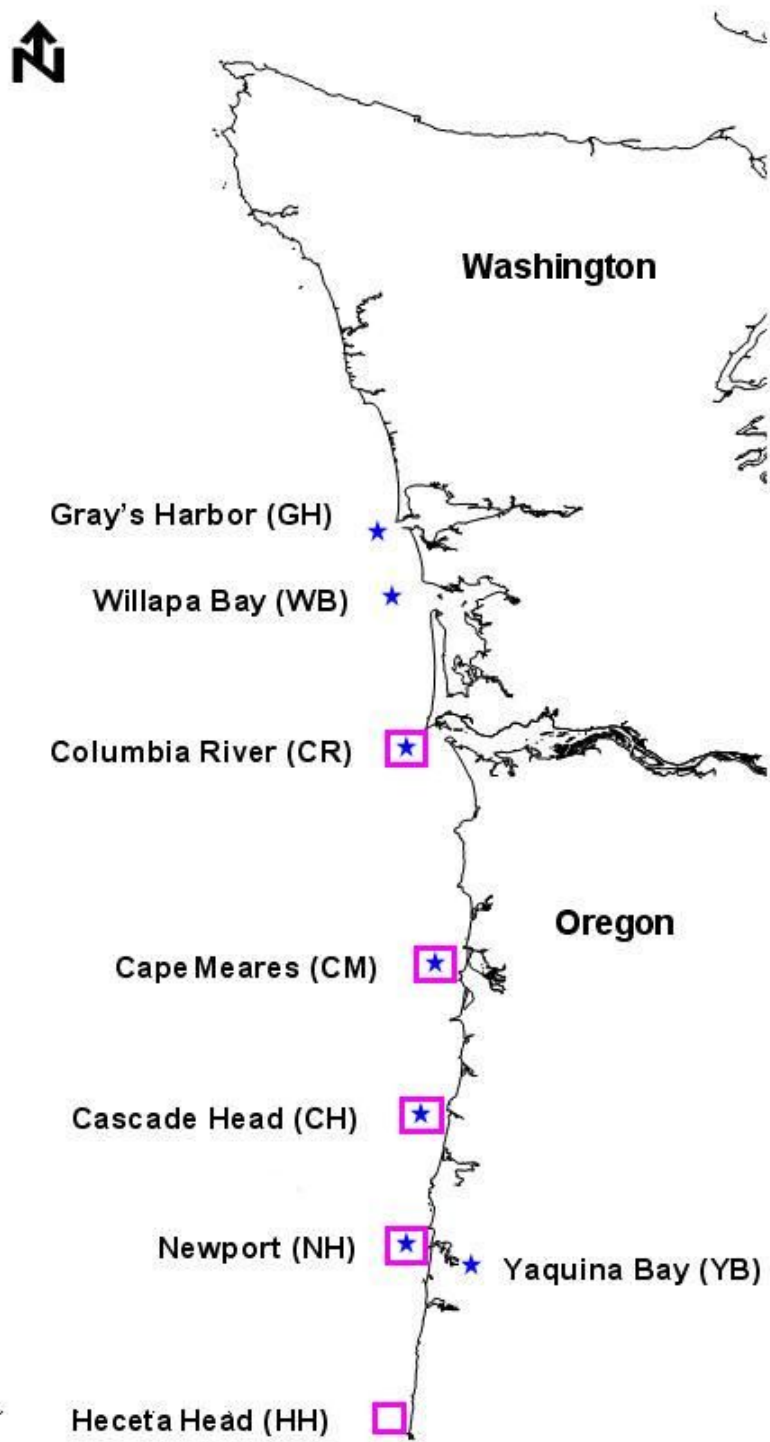 N
Washington
Gray's Harbor (GH)
Willapa Bay (WB)
Columbia River (CR)
Oregon
Cape Meares (CM)
Cascade Head (CH)
Newport (NH)
Yaquina Bay (YB)
Heceta Head (HH)